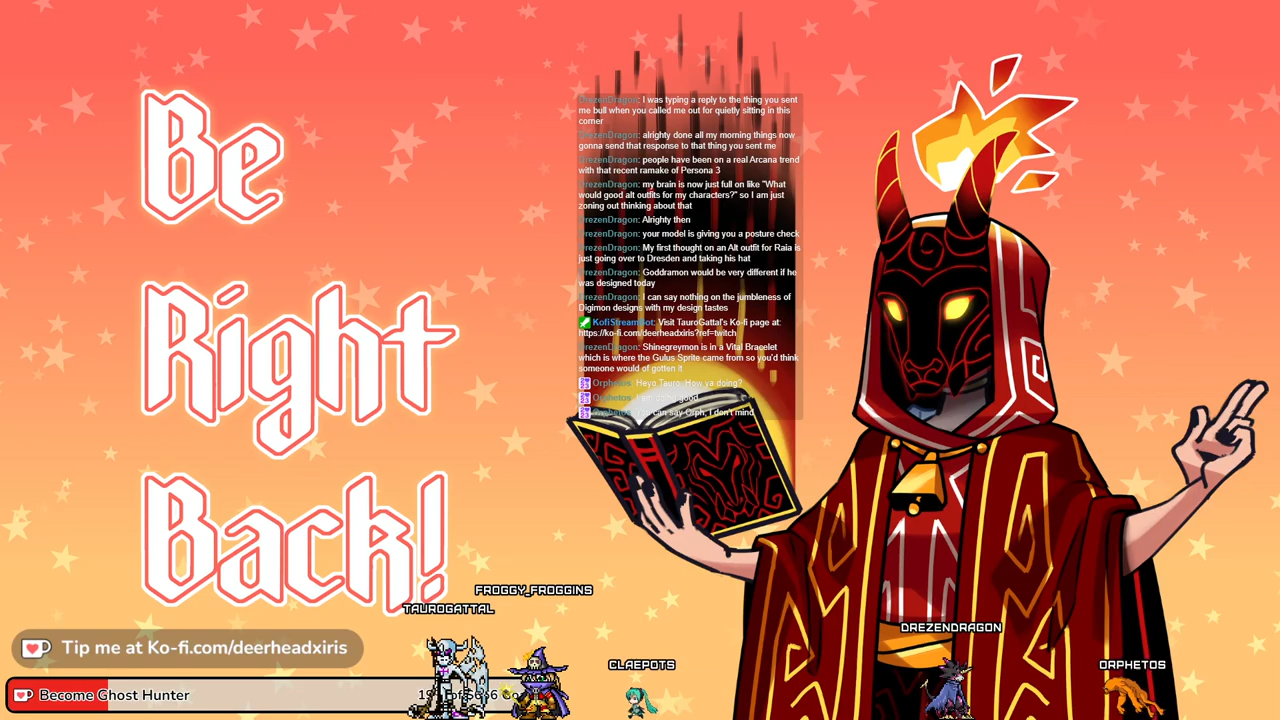 Be
Right
Back!
DrezenDragon: I was typing a reply to the thing you sent
me bull when you called me out for quietly sitting in this
corner
DrezenDragon: alrighty done all my morning things now
gonna send that response to that thing you sent me
DrezenDragon: people have been on a real Arcana trend
with that recent ramake of Persona 3
DrezenDragon: my brain is now just full on like "What
would good alt outfits for my characters?" so I am just
zoning out thinking about that
DrezenDragon: Alrighty then
DrezenDragon: your model is giving you a posture check
DrezenDragon: My first thought on an Alt outfit for Raia is
just going over to Dresden and taking his hat
DrezenDragon: Goddramon would be very different if he
was designed today
DrezenDragon: I can say nothing on the jumbleness of
Digimon designs with my design tastes
KofiStreamBot: Visit TauroGattal's Ko-fi page at:
https://ko-fi.com/deerheadxiris?ref=twitch
DrezenDragon: Shinegreymon is in a Vital Bracelet
which is where the Gulus Sprite came from so you'd think
someone would of gotten it
Orphetos: Heyo Tauro. How ya doing?
Orphetos: good
Orphetos: can say Orph, I don't mind
FROGGY_FROGGINS
TAUROGATTAL
DREZENDRAGON
CLAEPOTS
ORPHETOS
Tip me at Ko-fi.com/deerheadxiris
Become Ghost Hunter